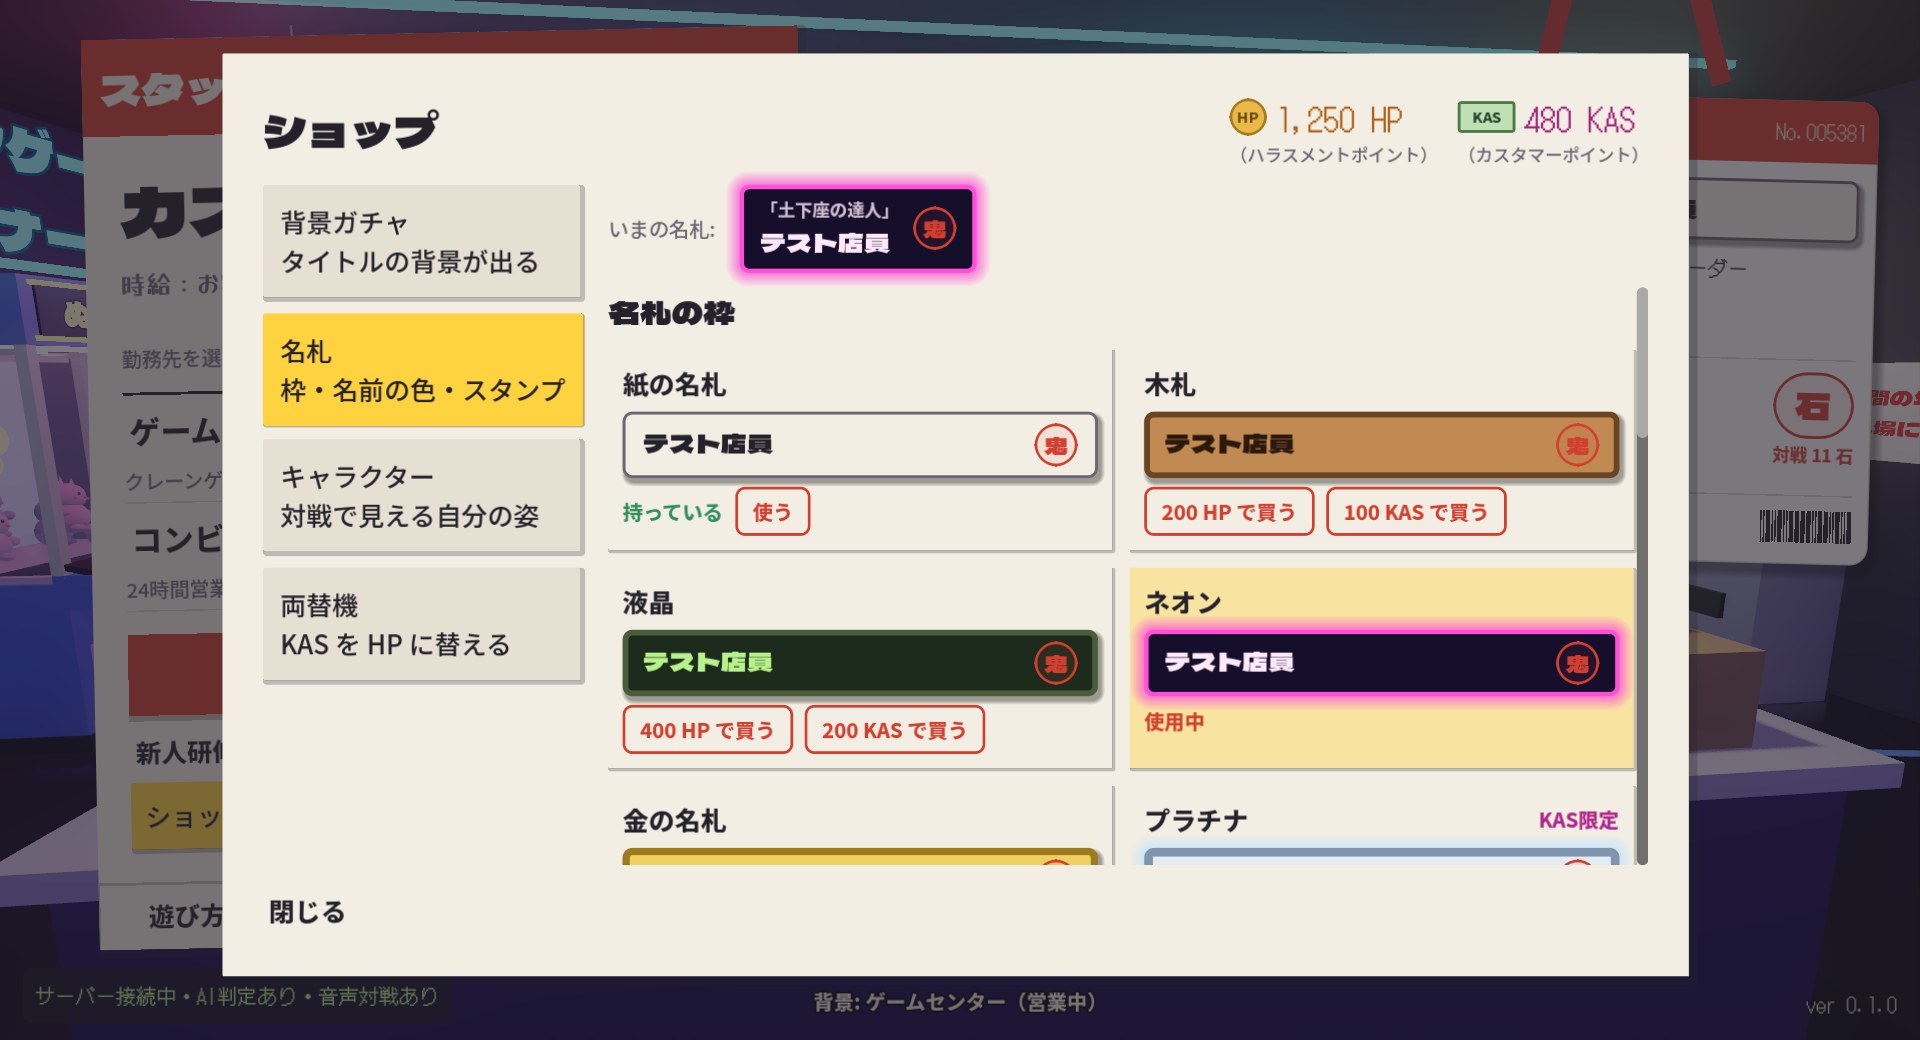 スタッ
カス
時給：お
勤務先を選
ゲーム
クレーンゲ
コンビ
24時間営業
新人研修
ショッ
遊び方
ショップ
HP 1,250 HP
（ハラスメントポイント）
KAS 480 KAS
（カスタマーポイント）
背景ガチャ
タイトルの背景が出る
名札
枠・名前の色・スタンプ
キャラクター
対戦で見える自分の姿
両替機
KAS を HP に替える
いまの名札:
「土下座の達人」
テスト店員 鬼
名札の枠
紙の名札
テスト店員 鬼
持っている 使う
木札
テスト店員 鬼
200 HP で買う 100 KAS で買う
液晶
テスト店員 鬼
400 HP で買う 200 KAS で買う
ネオン
テスト店員 鬼
使用中
金の名札
プラチナ KAS限定
閉じる
No. 005381
ーダー
石
対戦 11 石
サーバー接続中・AI判定あり・音声対戦あり
背景: ゲームセンター（営業中）
ver 0.1.0